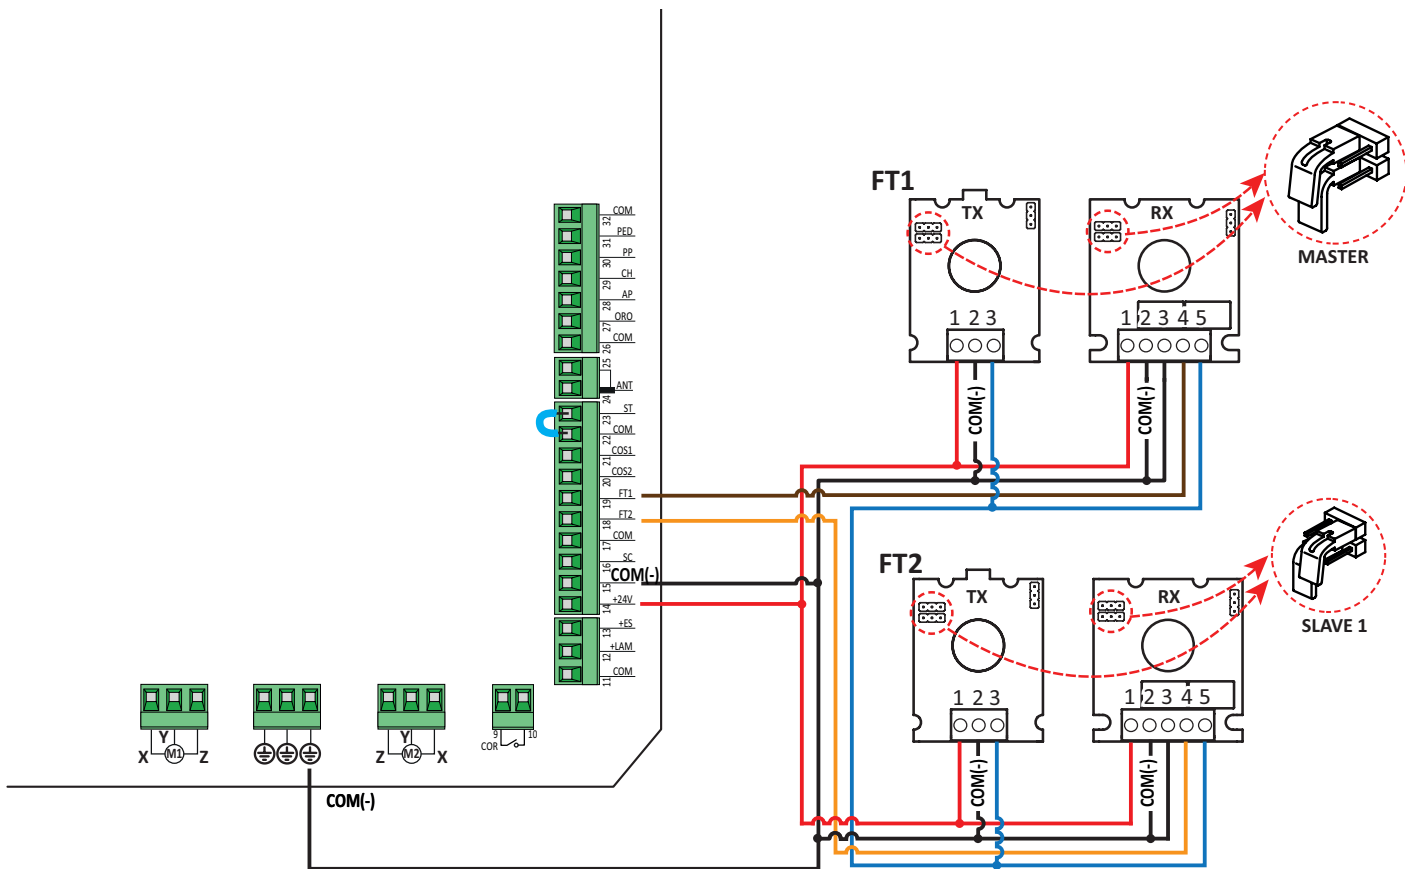 FT1
TX
RX
MASTER
1 2 3
1 2 3 4 5
COM(-)
COM(-)
COM
32
PED
31
PP
30
CH
29
AP
28
ORO
27
COM
26
25
ANT
24
ST
23
COM
22
COS1
21
COS2
20
FT1
19
FT2
18
COM
17
SC
16
COM(-)
15
+24V
14
+ES
13
+LAM
12
COM
11
FT2
TX
RX
SLAVE 1
1 2 3
1 2 3 4 5
COM(-)
COM(-)
X Y M1 Z
Z Y M2 X
9 10
COR
COM(-)